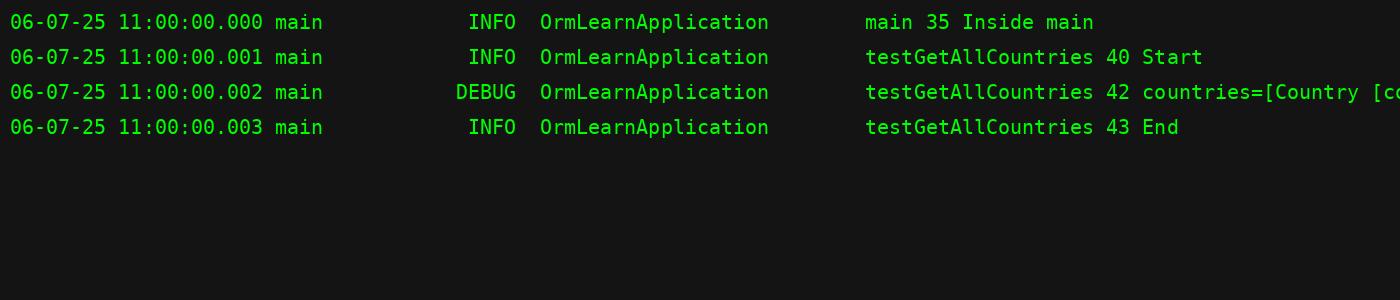 06-07-25 11:00:00.000 main            INFO  OrmLearnApplication        main 35 Inside main
06-07-25 11:00:00.001 main            INFO  OrmLearnApplication        testGetAllCountries 40 Start
06-07-25 11:00:00.002 main           DEBUG  OrmLearnApplication        testGetAllCountries 42 countries=[Country [co
06-07-25 11:00:00.003 main            INFO  OrmLearnApplication        testGetAllCountries 43 End